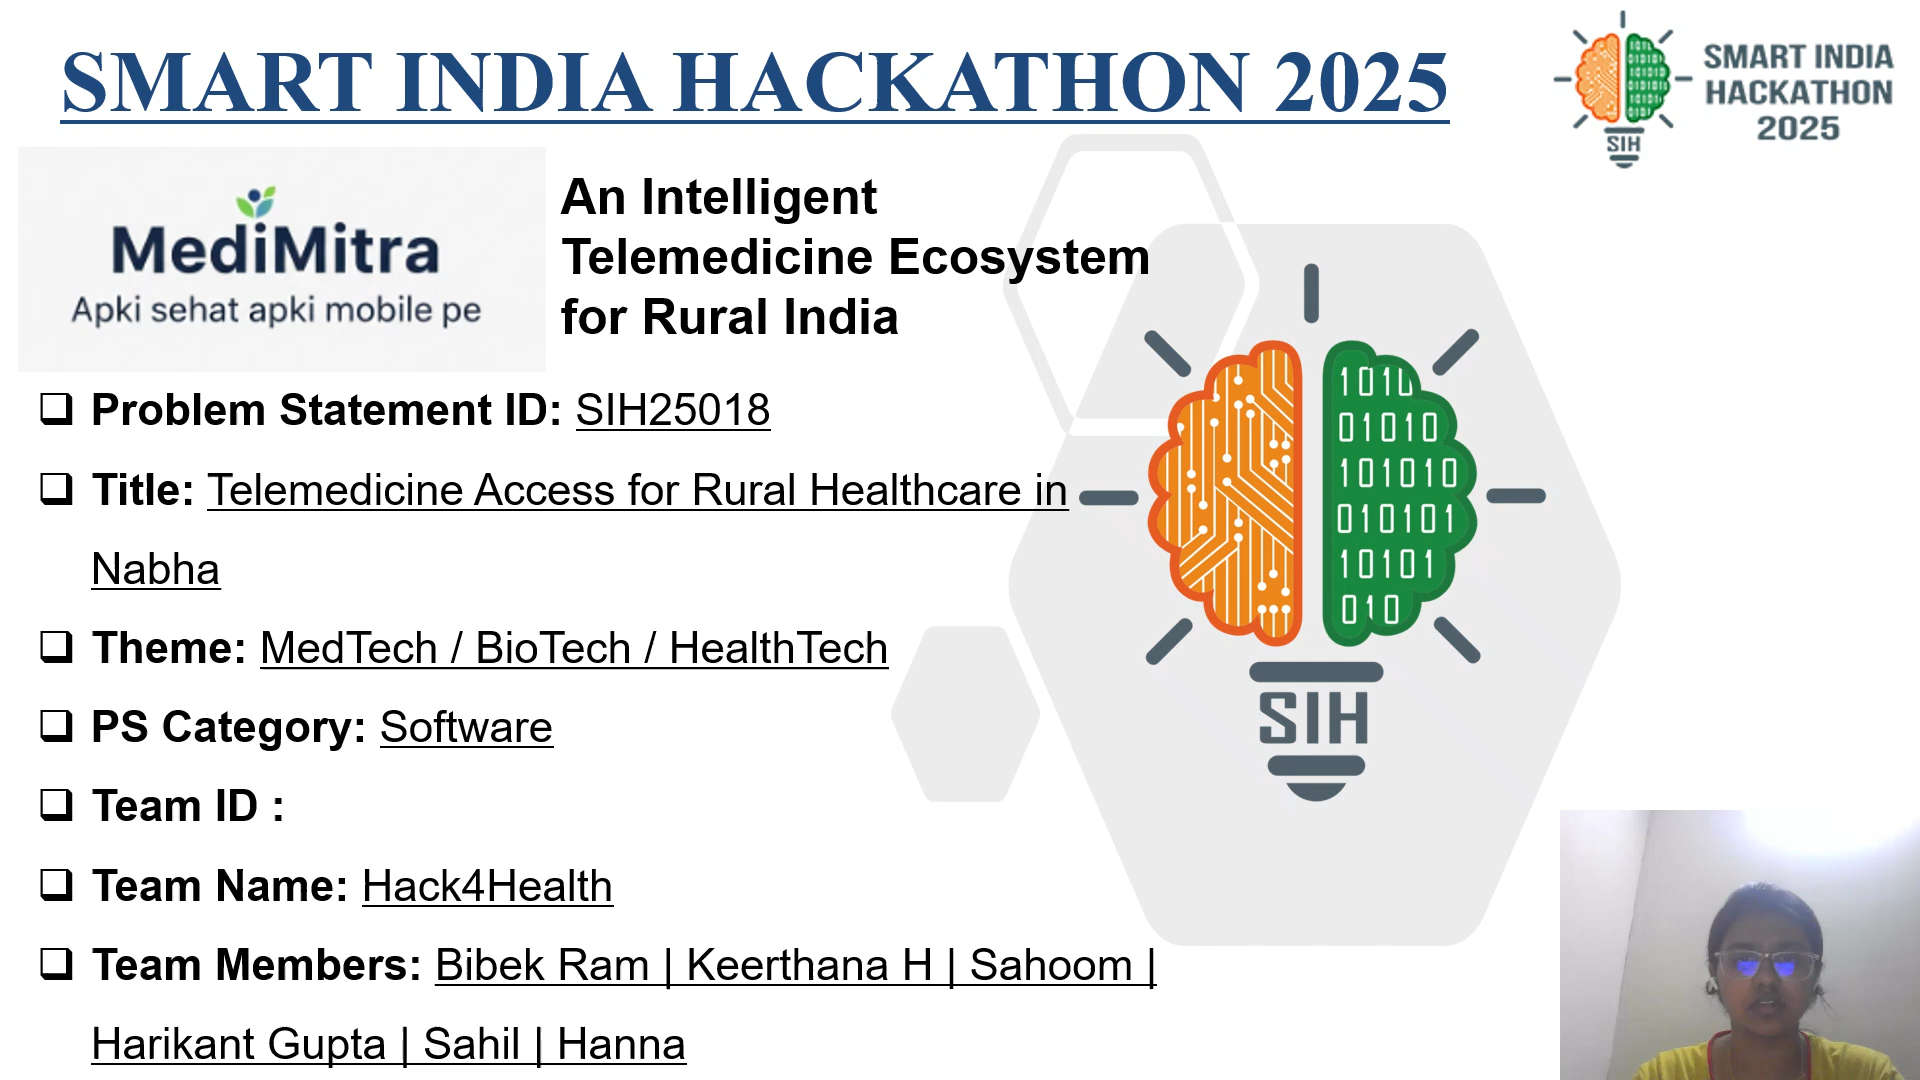 SMART INDIA HACKATHON 2025
SMART INDIA
HACKATHON
2025
SIH
MediMitra
Apki sehat apki mobile pe
An Intelligent
Telemedicine Ecosystem
for Rural India
Problem Statement ID: SIH25018
Title: Telemedicine Access for Rural Healthcare in
Nabha
Theme: MedTech / BioTech / HealthTech
PS Category: Software
Team ID :
Team Name: Hack4Health
Team Members: Bibek Ram | Keerthana H | Sahoom |
Harikant Gupta | Sahil | Hanna
1010
01010
101010
010101
10101
010
SIH